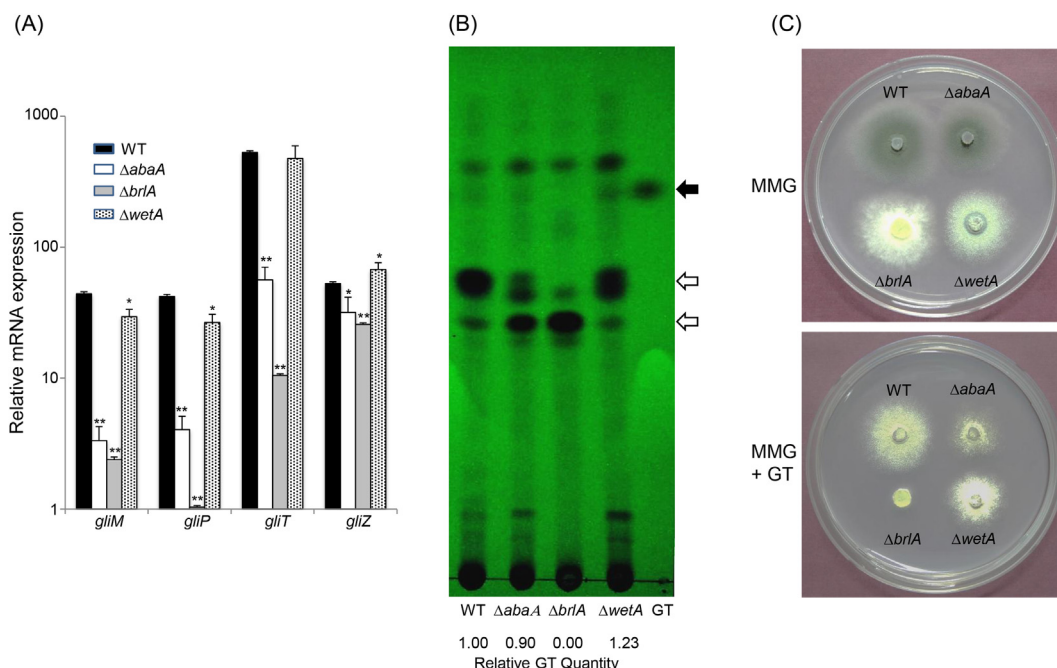 (A)
Relative mRNA expression
1000
100
10
1
WT
ΔabaA
ΔbrlA
ΔwetA
** ** * ** ** * ** ** * ** *
gliM gliP gliT gliZ
(B)
WT ΔabaA ΔbrlA ΔwetA GT
1.00 0.90 0.00 1.23
Relative GT Quantity
(C)
MMG
WT ΔabaA
ΔbrlA ΔwetA
MMG
+ GT
WT ΔabaA
ΔbrlA ΔwetA